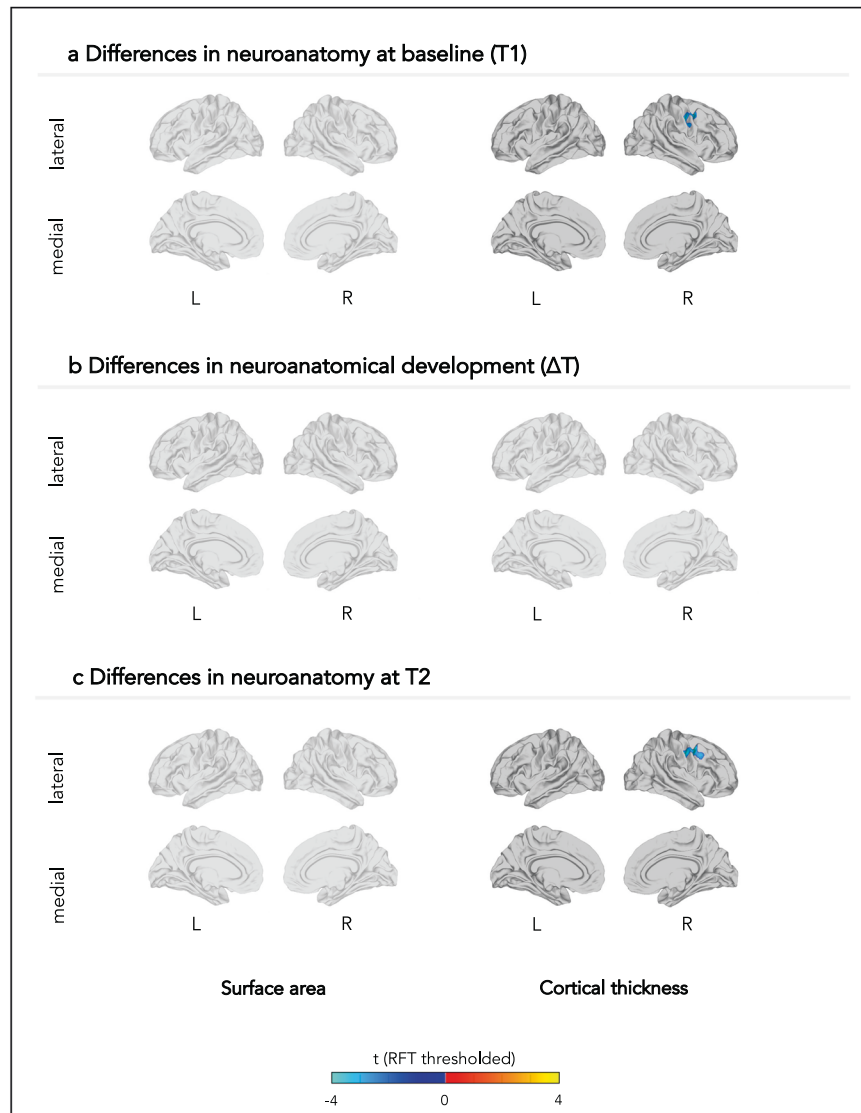 a Differences in neuroanatomy at baseline (T1)
lateral
medial
L R L R
b Differences in neuroanatomical development (ΔT)
lateral
medial
L R L R
c Differences in neuroanatomy at T2
lateral
medial
L R L R
Surface area Cortical thickness
t (RFT thresholded)
-4 0 4